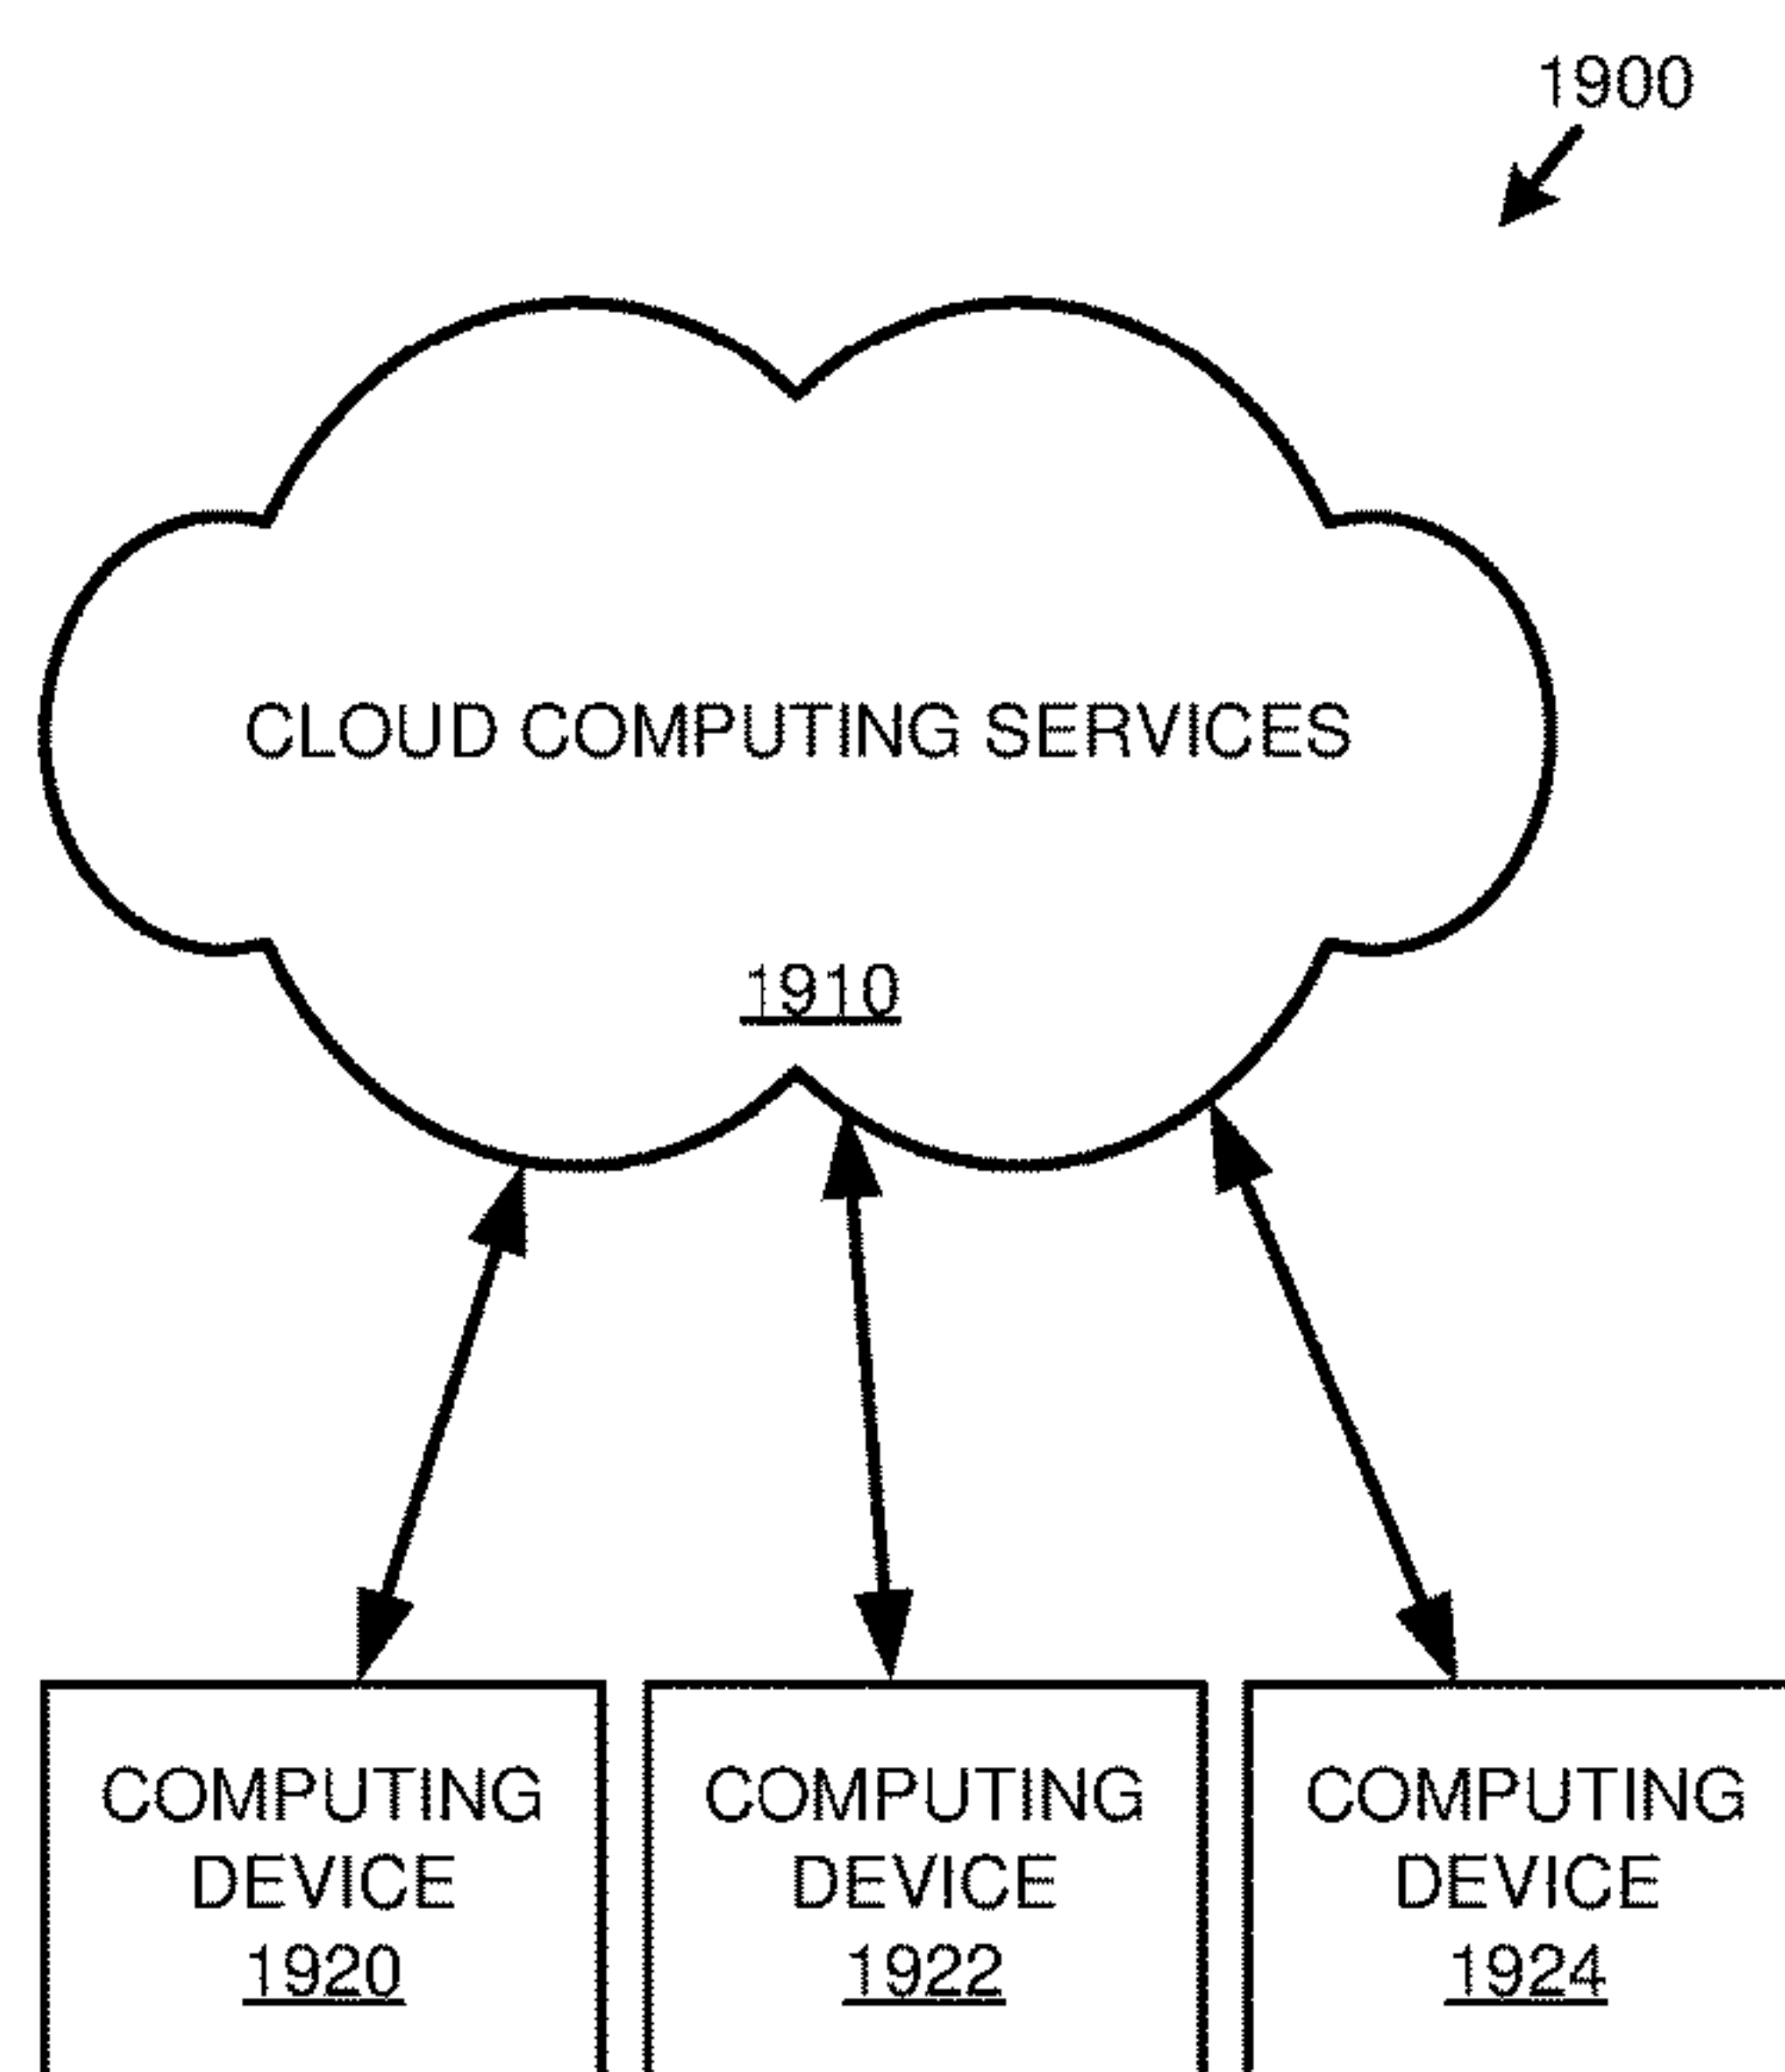 1900
CLOUD COMPUTING SERVICES
1910
COMPUTING
DEVICE
1920
COMPUTING
DEVICE
1922
COMPUTING
DEVICE
1924